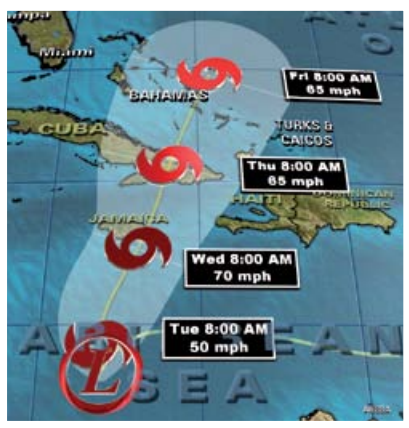 Tampa
Miami
BAHAMAS
Fri 8:00 AM
65 mph
CUBA
TURKS &
CAICOS
Thu 8:00 AM
65 mph
HAITI
DOMINICAN
REPUBLIC
JAMAICA
Wed 8:00 AM
70 mph
Tue 8:00 AM
50 mph
L
SEA